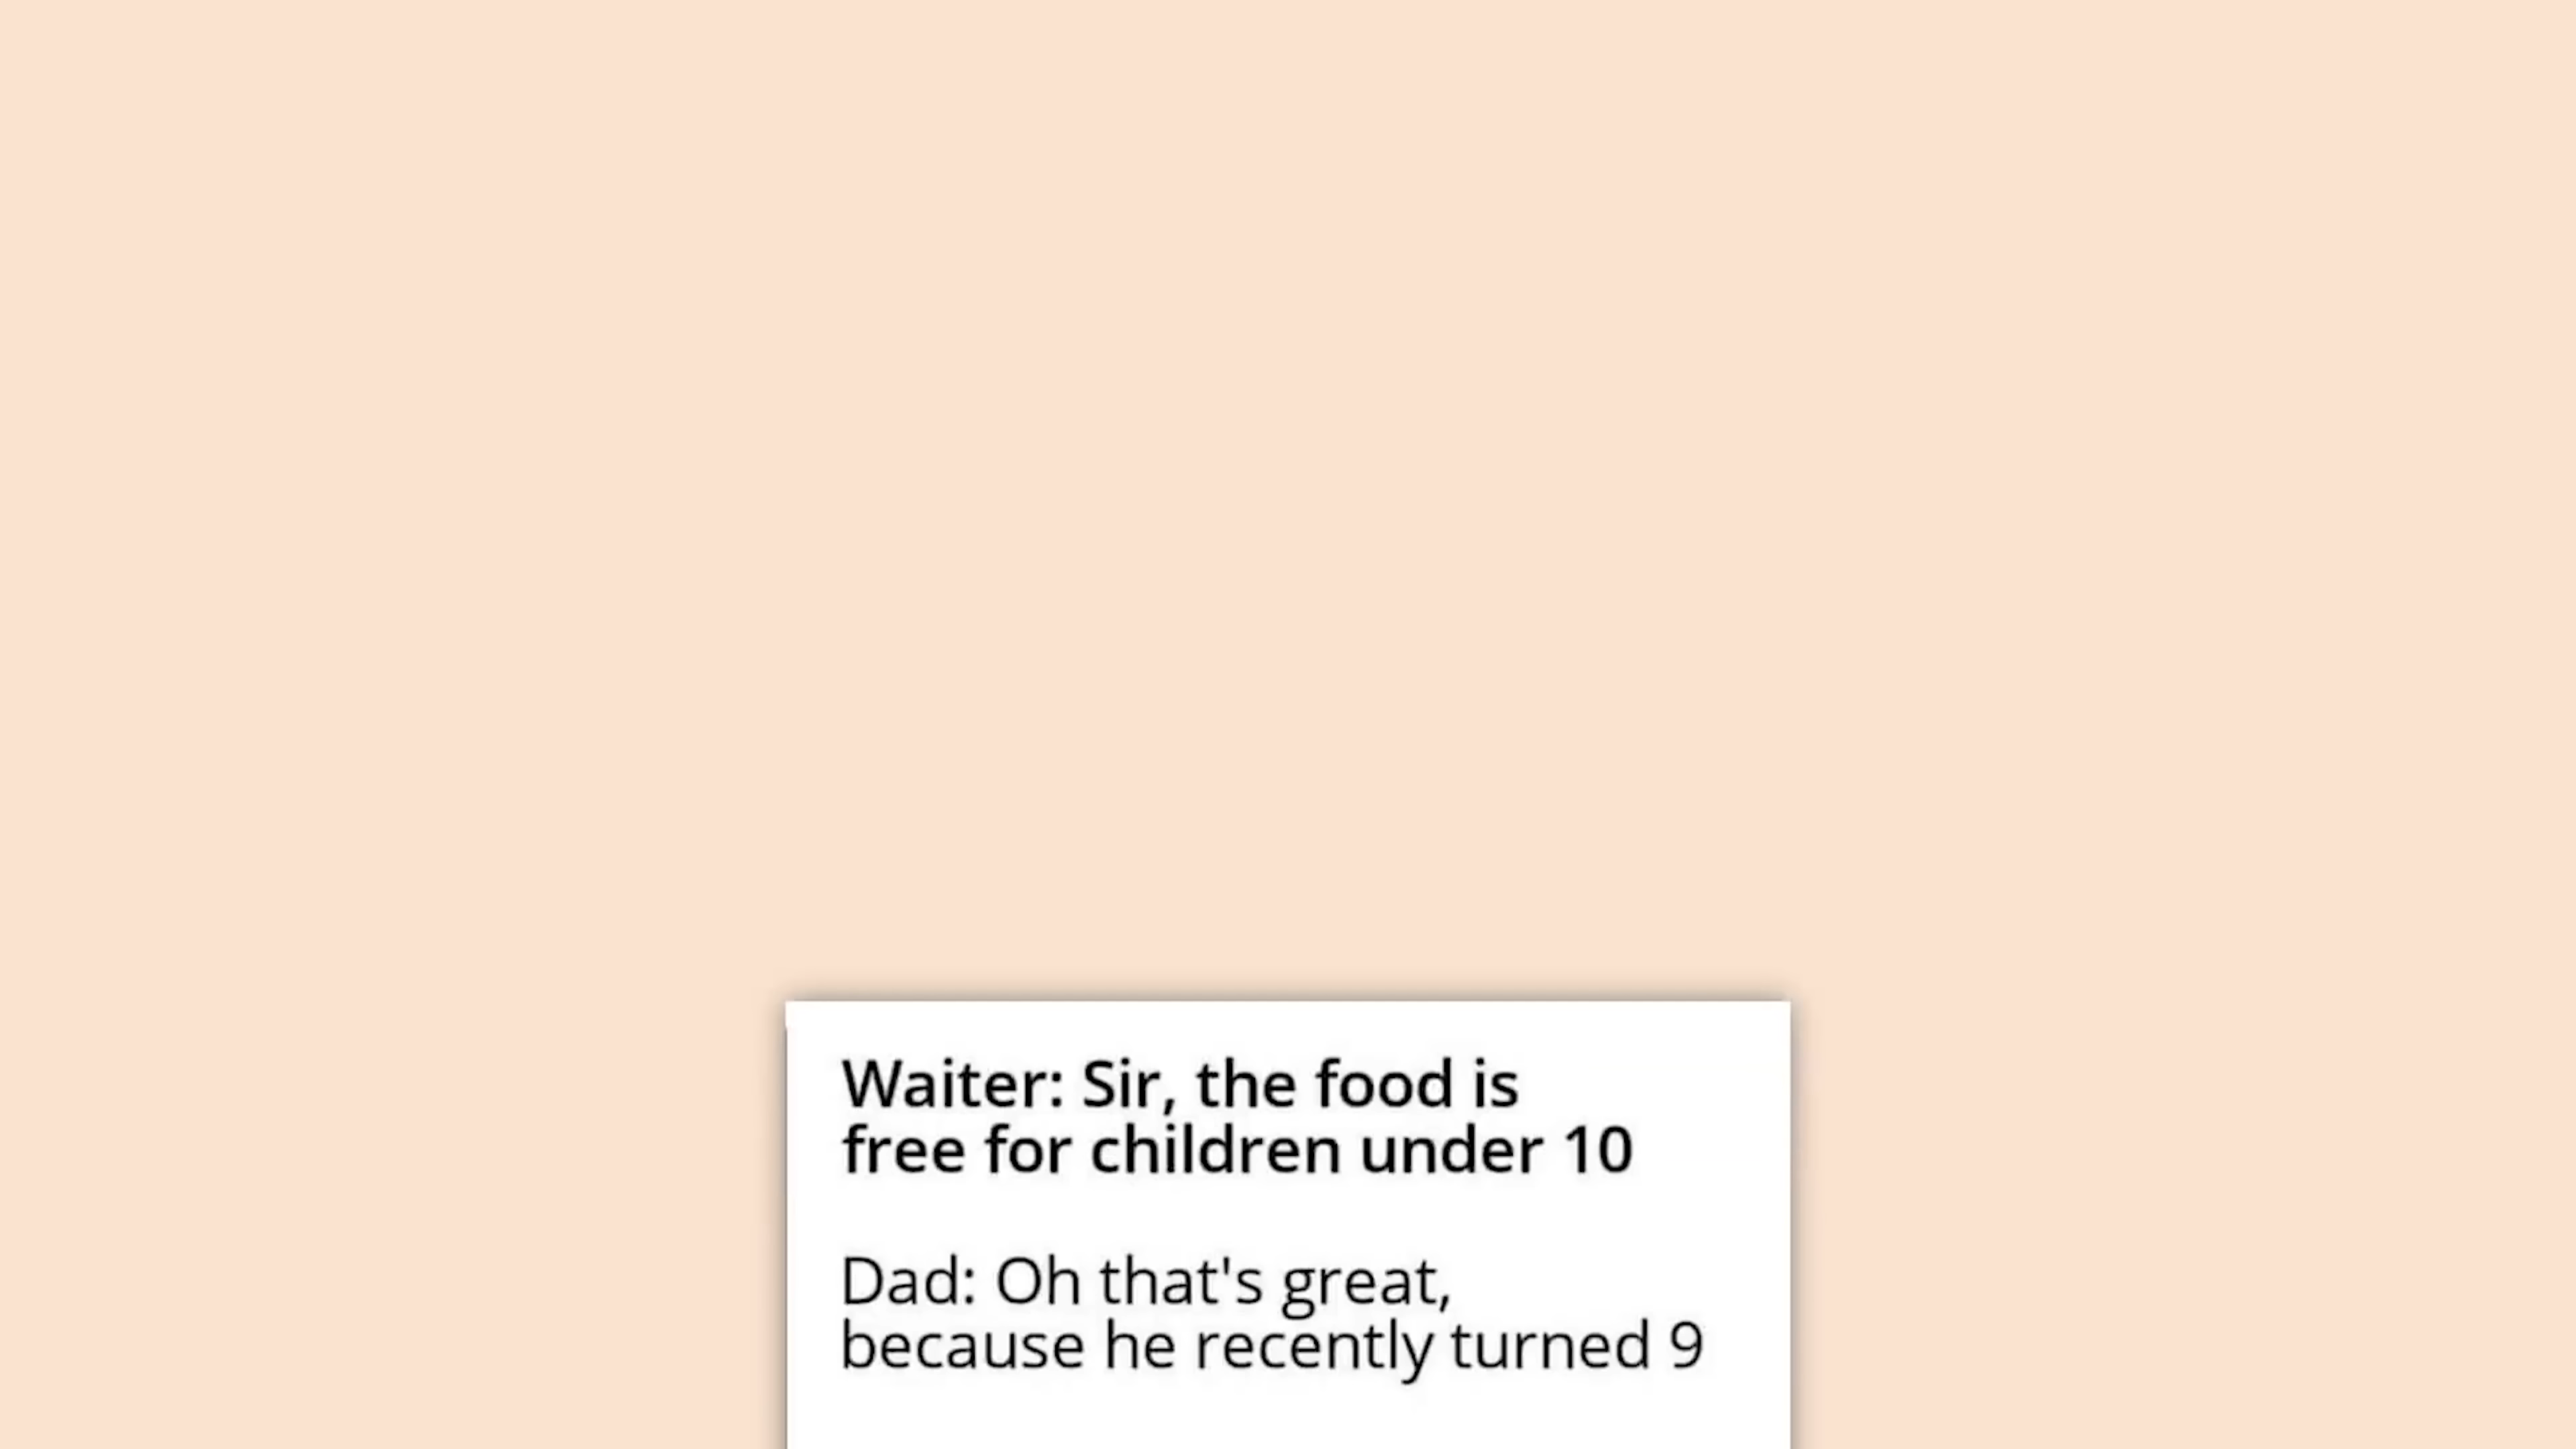 Waiter: Sir, the food is
free for children under 10
Dad: Oh that's great,
because he recently turned 9